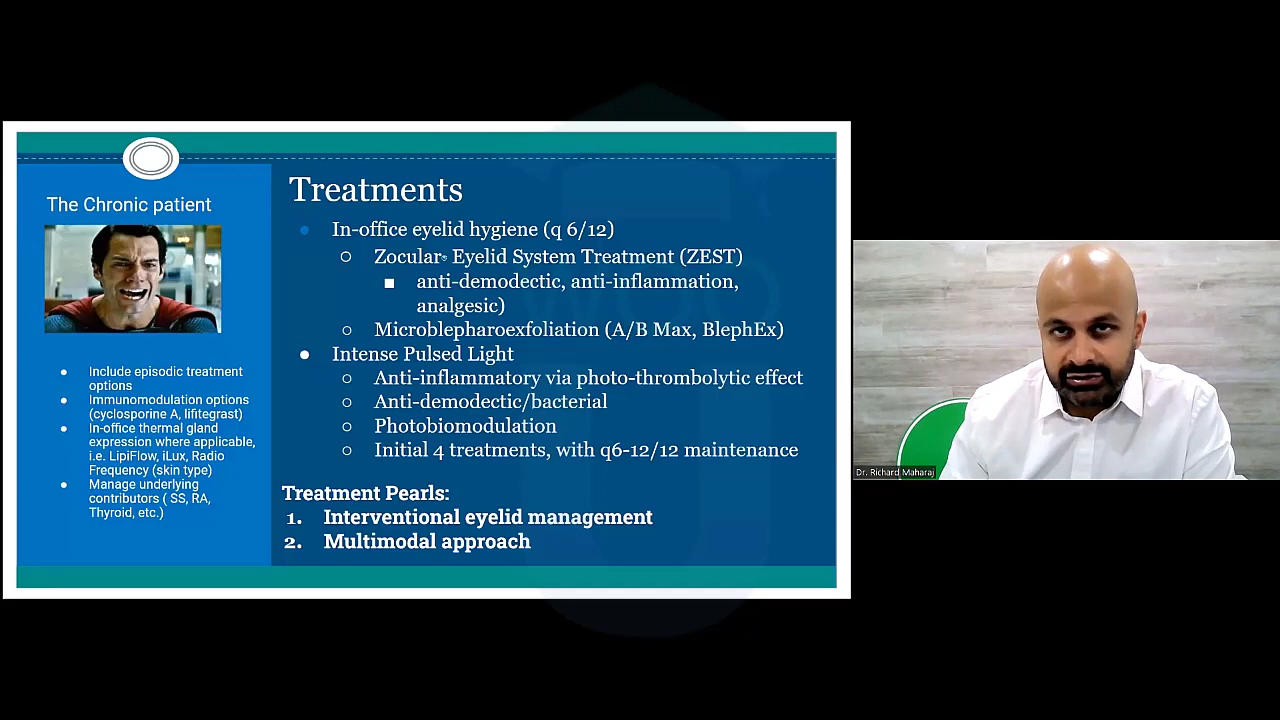 The Chronic patient
Include episodic treatment
options
Immunomodulation options
(cyclosporine A, lifitegrast)
In-office thermal gland
expression where applicable,
i.e. LipiFlow, iLux, Radio
Frequency (skin type)
Manage underlying
contributors ( SS, RA,
Thyroid, etc.)
Treatments
In-office eyelid hygiene (q 6/12)
Zocular® Eyelid System Treatment (ZEST)
anti-demodectic, anti-inflammation,
analgesic)
Microblepharoexfoliation (A/B Max, BlephEx)
Intense Pulsed Light
Anti-inflammatory via photo-thrombolytic effect
Anti-demodectic/bacterial
Photobiomodulation
Initial 4 treatments, with q6-12/12 maintenance
Treatment Pearls:
1. Interventional eyelid management
2. Multimodal approach
Dr. Richard Maharaj